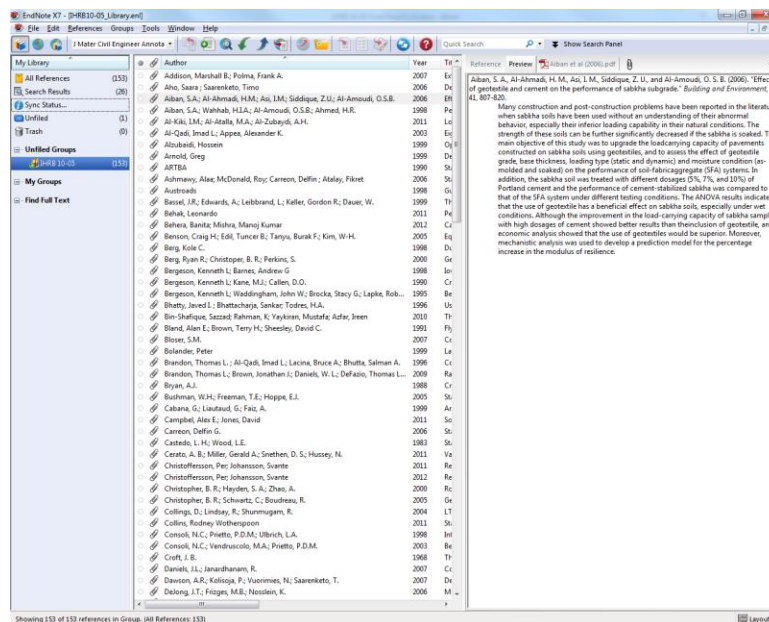 EndNote X7 - [IHRB10-05_Library.enl]
File Edit References Groups Tools Window Help
J Mater Civil Engineer Annota
Quick Search
Show Search Panel
My Library
All References (153)
Search Results (26)
Sync Status...
Unfiled (1)
Trash (0)
Unfiled Groups
IHRB 10-05 (153)
My Groups
Find Full Text
Author Year Tit
Addison, Marshall B.; Polma, Frank A. 2007
Aho, Saara; Saarenketo, Timo 2006 De
Aiban, S.A.; Al-Ahmadi, H.M.; Asi, I.M.; Siddique, Z.U.; Al-Amoudi, O.S.B. 2006 Eff
Aiban, S.A.; Wahhab, H.I.A.; Al-Amoudi, O.S.B.; Ahmed, H.R. 1998 Pe
Al-Kiki, I.M; Al-Atalla, M.A.; Al-Zubaydi, A.H. 2011 Lo
Al-Qadi, Imad L.; Appea, Alexander K. 2003
Alzubaidi, Hossein 1999
Arnold, Greg 1999 De
ARTBA 1990
Ashmawy, Alaa; McDonald, Roy; Carreon, Delfin; Atalay, Fikret 2006
Austroads 1998
Bassel, J.R.; Edwards, A.; Leibbrand, L.; Keller, Gordon R.; Dauer, W. 1999
Behak, Leonardo 2011 Pe
Behera, Banita; Mishra, Manoj Kumar 2012
Benson, Craig H.; Edil, Tuncer B.; Tanyu, Burak F.; Kim, W-H. 2005
Berg, Kole C. 1998
Berg, Ryan R.; Christoper, B. R.; Perkins, S. 2000 Ge
Bergeson, Kenneth L; Barnes, Andrew G 1998
Bergeson, Kenneth L; Kane, M.J.; Callen, D.O. 1990
Bergeson, Kenneth L; Waddingham, John W.; Brocka, Stacy G.; Lapke, Rob... 1995 Be
Bhatty, Javed I.; Bhattacharja, Sankar; Todres, H.A. 1996 Us
Bin-Shafique, Sazzad; Rahman, K; Yaykiran, Mustafa; Azfar, Ireen 2010
Bland, Alan E.; Brown, Terry H.; Sheesley, David C. 1991
Bloser, S.M. 2007
Bolander, Peter 1999 La
Brandon, Thomas L.; Al-Qadi, Imad L.; Lacina, Bruce A.; Bhutta, Salman A. 1996
Brandon, Thomas L.; Brown, Jonathan J.; Daniels, W. L.; DeFazio, Thomas L... 2009 Ra
Bryan, A.J. 1988
Bushman, W.H.; Freeman, T.E.; Hoppe, E.J. 2005
Cabana, G.; Liautaud, G.; Faiz, A. 1999
Campbel, Alex E.; Jones, David 2011 So
Carreon, Delfin G. 2006
Castedo, L. H.; Wood, L.E. 1983
Cerato, A. B.; Miller, Gerald A.; Snethen, D. S.; Hussey, N. 2011 Va
Christoffersson, Per; Johansson, Svante 2011 Re
Christoffersson, Per; Johansson, Svante 2012 Re
Christopher, B. R.; Hayden, S. A.; Zhao, A. 2000 Ro
Christopher, B. R.; Schwartz, C.; Boudreau, R. 2005 Ge
Collings, D.; Lindsay, R.; Shunmugam, R. 2004 LT
Collins, Rodney Wotherspoon 2011
Consoli, N.C.; Prietto, P.D.M.; Ulbrich, L.A. 1998
Consoli, N.C.; Vendruscolo, M.A.; Prietto, P.D.M. 2003 Be
Croft, J. B. 1968
Daniels, J.L.; Janardhanam, R. 2007
Dawson, A.R.; Kolisoja, P.; Vuorimies, N.; Saarenketo, T. 2007 De
DeJong, J.T.; Frizges, M.B.; Nosslein, K. 2006 M
Reference Preview Aiban et al (2006).pdf
Aiban, S. A., Al-Ahmadi, H. M., Asi, I. M., Siddique, Z. U., and Al-Amoudi, O. S. B. (2006). "Effec
of geotextile and cement on the performance of sabkha subgrade." Building and Environment,
41, 807-820.
Many construction and post-construction problems have been reported in the literatu
when sabkha soils have been used without an understanding of their abnormal
behavior, especially their inferior loading capability in their natural conditions. The
strength of these soils can be further significantly decreased if the sabkha is soaked. T
main objective of this study was to upgrade the loadcarrying capacity of pavements
constructed on sabkha soils using geotextiles, and to assess the effect of geotextile
grade, base thickness, loading type (static and dynamic) and moisture condition (as-
molded and soaked) on the performance of soil-fabricaggregate (SFA) systems. In
addition, the sabkha soil was treated with different dosages (5%, 7%, and 10%) of
Portland cement and the performance of cement-stabilized sabkha was compared to
that of the SFA system under different testing conditions. The ANOVA results indicate
that the use of geotextile has a beneficial effect on sabkha soils, especially under wet
conditions. Although the improvement in the load-carrying capacity of sabkha sampl
with high dosages of cement showed better results than theinclusion of geotextile, an
economic analysis showed that the use of geotextiles would be superior. Moreover,
mechanistic analysis was used to develop a prediction model for the percentage
increase in the modulus of resilience.
Showing 153 of 153 references in Group. (All References: 153)
Layout